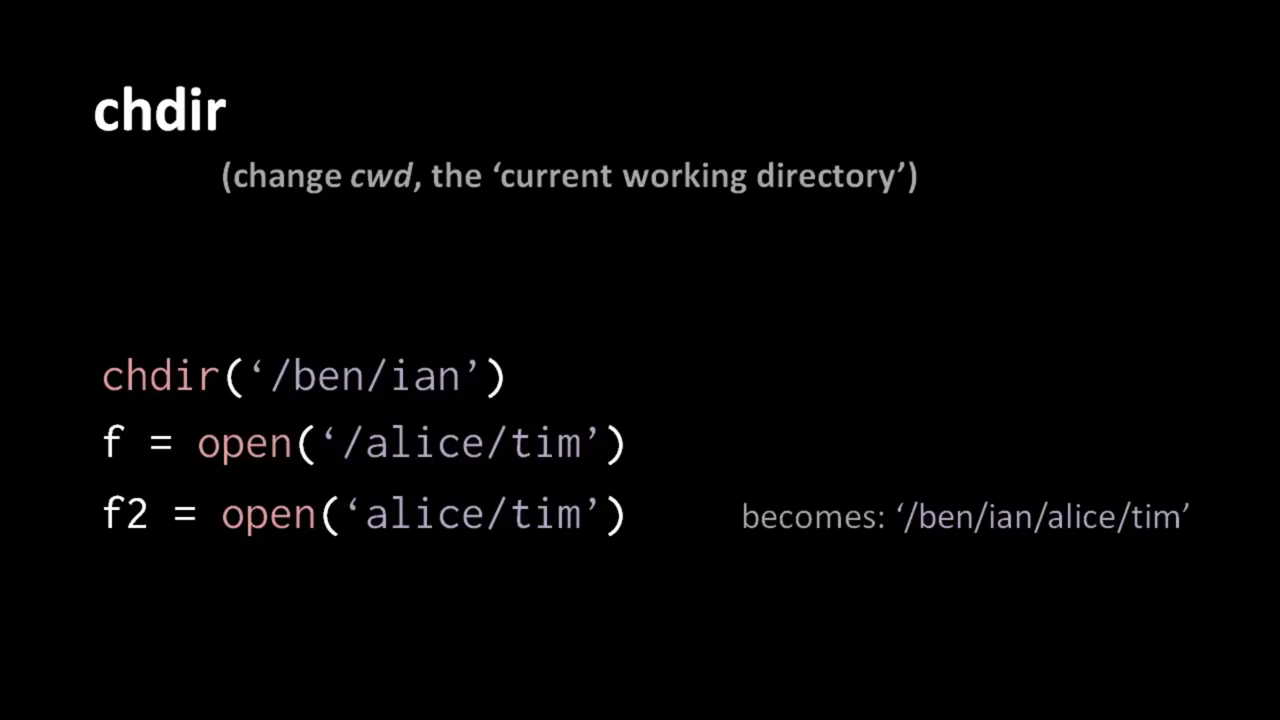 chdir
(change cwd, the ‘current working directory’)
chdir(‘/ben/ian’)
f = open(‘/alice/tim’)
f2 = open(‘alice/tim’) becomes: ‘/ben/ian/alice/tim’